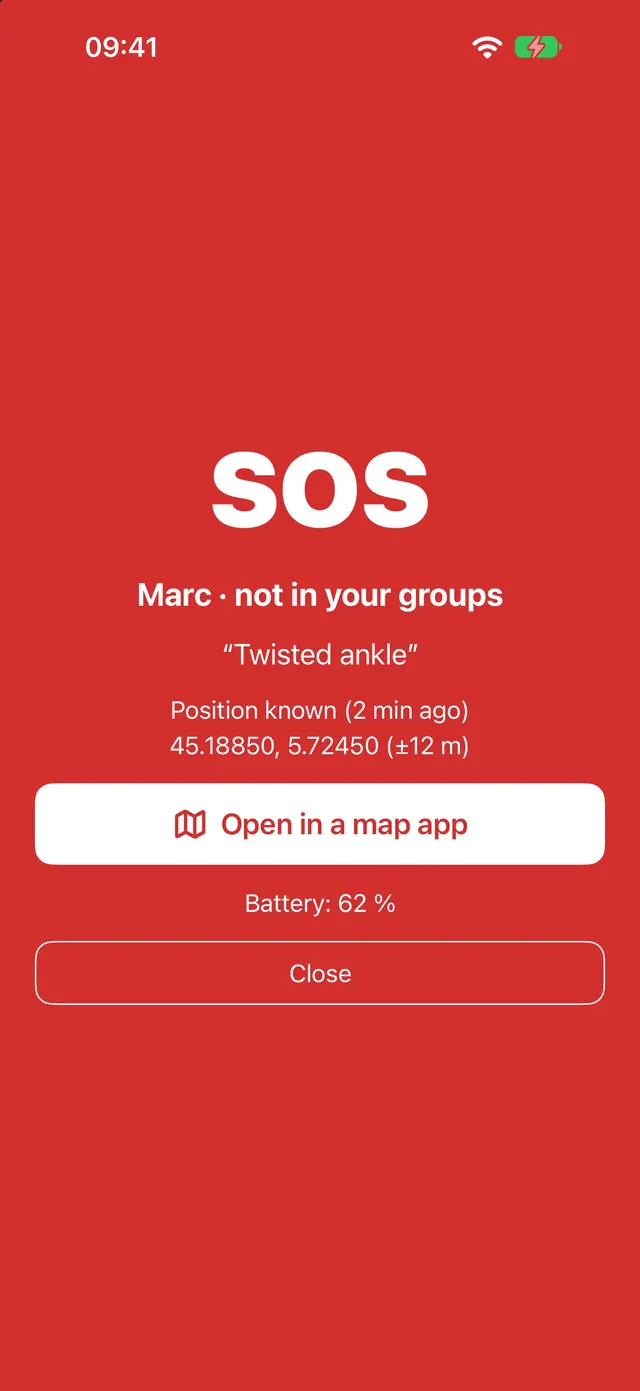 09:41
SOS
Marc · not in your groups
“Twisted ankle”
Position known (2 min ago)
45.18850, 5.72450 (±12 m)
Open in a map app
Battery: 62 %
Close